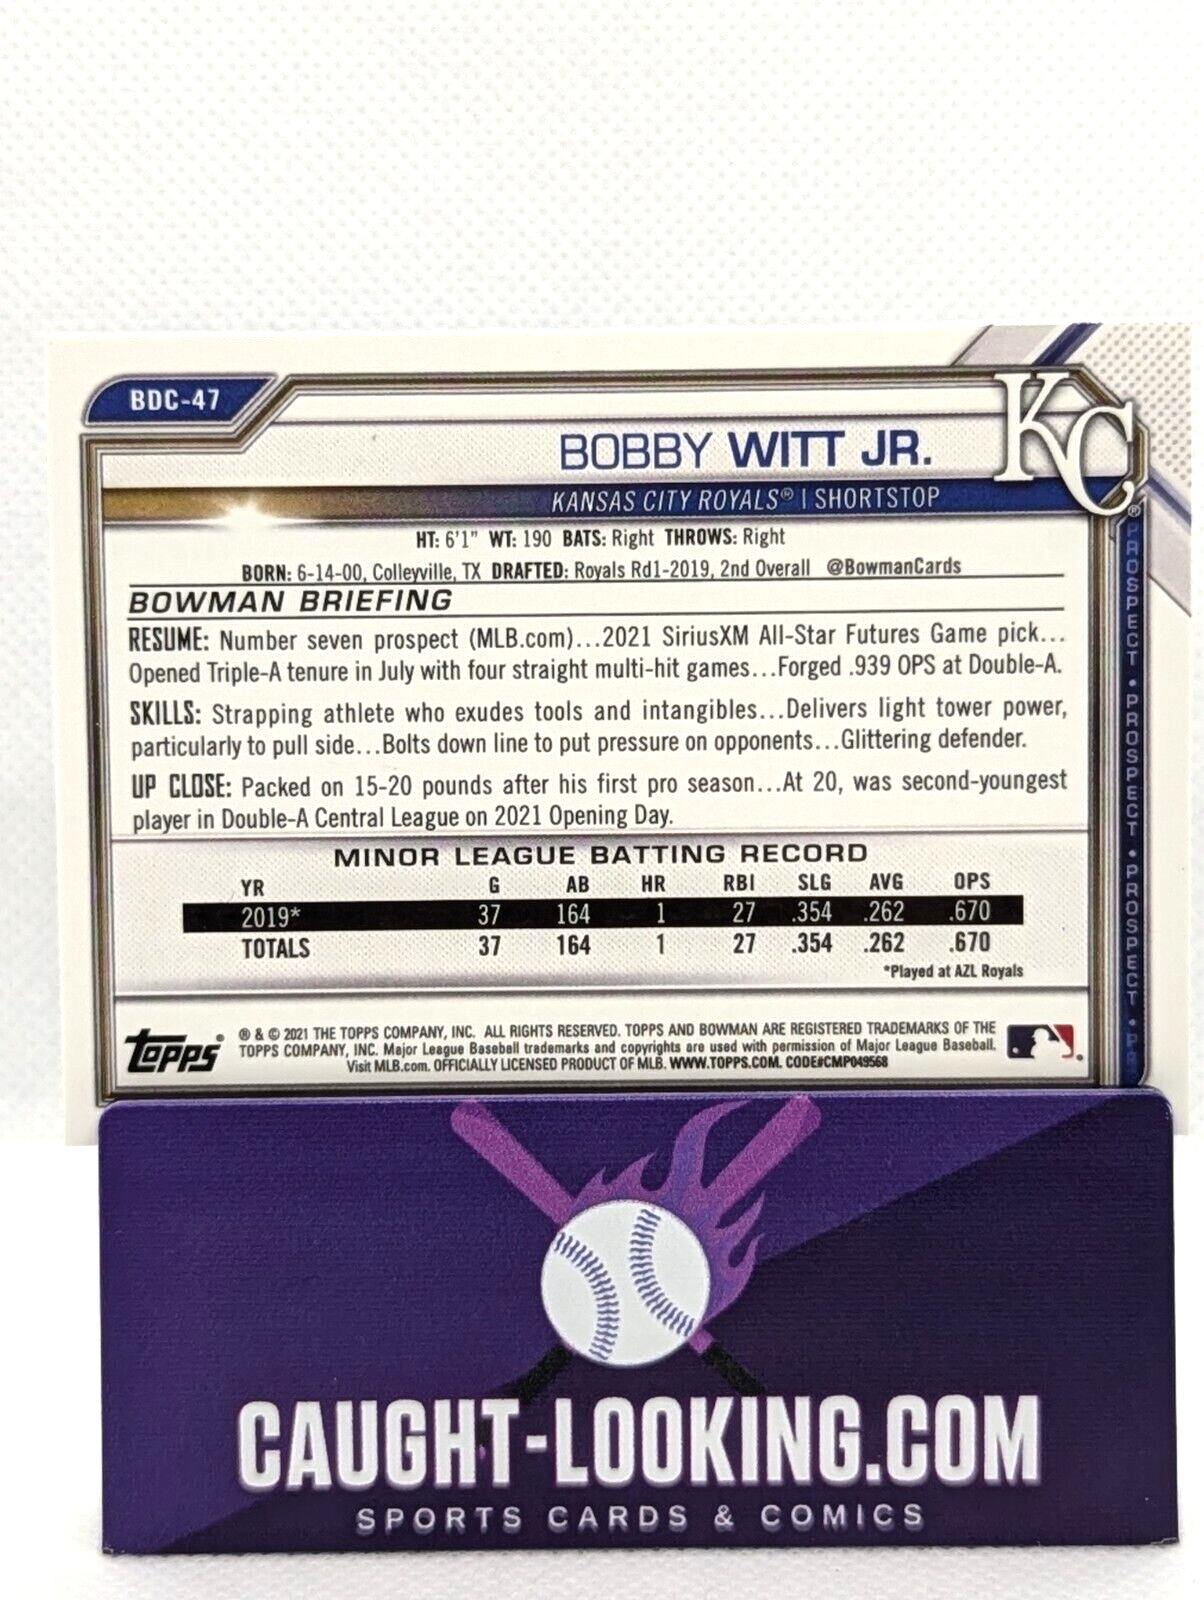 BDC-47
BOBBY WITT JR.
KC®
KANSAS CITY ROYALS® | SHORTSTOP
HT: 6'1" WT: 190 BATS: Right THROWS: Right
BORN: 6-14-00, Colleyville, TX DRAFTED: Royals Rd1-2019, 2nd Overall @BowmanCards
BOWMAN BRIEFING
RESUME: Number seven prospect (MLB.com)...2021 SiriusXM All-Star Futures Game pick...
Opened Triple-A tenure in July with four straight multi-hit games...Forged .939 OPS at Double-A.
SKILLS: Strapping athlete who exudes tools and intangibles...Delivers light tower power,
particularly to pull side...Bolts down line to put pressure on opponents...Glittering defender.
UP CLOSE: Packed on 15-20 pounds after his first pro season...At 20, was second-youngest
player in Double-A Central League on 2021 Opening Day.
MINOR LEAGUE BATTING RECORD
YR G AB HR RBI SLG AVG OPS
2019* 37 164 1 27 .354 .262 .670
TOTALS 37 164 1 27 .354 .262 .670
*Played at AZL Royals
PROSPECT • PROSPECT • PROSPECT • PR
topps®
® & © 2021 THE TOPPS COMPANY, INC. ALL RIGHTS RESERVED. TOPPS AND BOWMAN ARE REGISTERED TRADEMARKS OF THE
TOPPS COMPANY, INC. Major League Baseball trademarks and copyrights are used with permission of Major League Baseball.
Visit MLB.com. OFFICIALLY LICENSED PRODUCT OF MLB. WWW.TOPPS.COM. CODE#CMP049568
CAUGHT-LOOKING.COM
SPORTS CARDS & COMICS